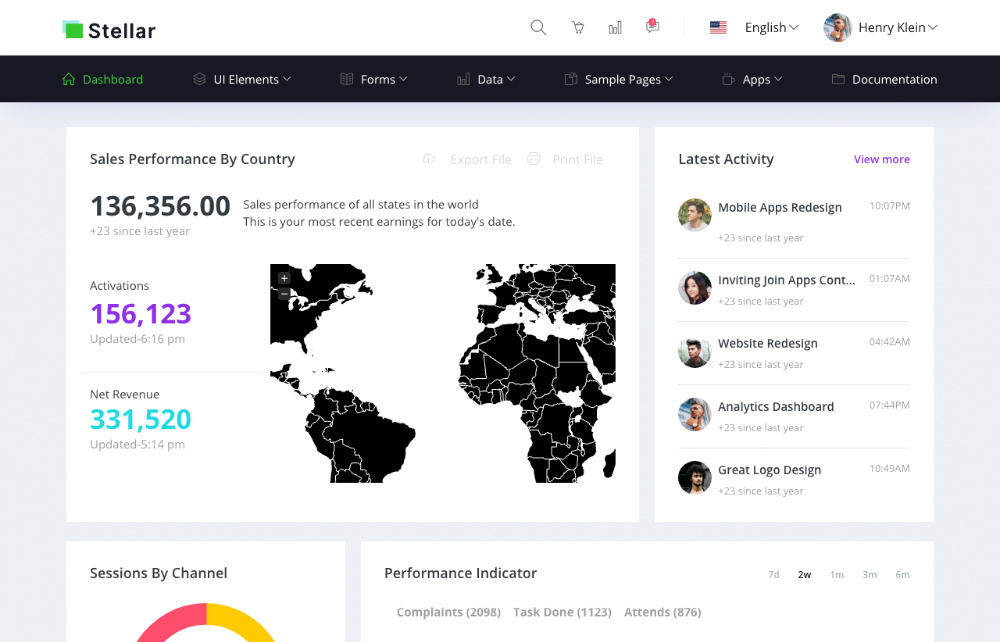 Stellar
English
Henry Klein
Dashboard
UI Elements
Forms
Data
Sample Pages
Apps
Documentation
Sales Performance By Country
Export File
Print File
136,356.00
+23 since last year
Sales performance of all states in the world
This is your most recent earnings for today's date.
Activations
156,123
Updated-6:16 pm
Net Revenue
331,520
Updated-5:14 pm
+
−
Latest Activity
View more
Mobile Apps Redesign
10:07PM
+23 since last year
Inviting Join Apps Cont...
01:07AM
+23 since last year
Website Redesign
04:42AM
+23 since last year
Analytics Dashboard
07:44PM
+23 since last year
Great Logo Design
10:49AM
+23 since last year
Sessions By Channel
Performance Indicator
7d
2w
1m
3m
6m
Complaints (2098)
Task Done (1123)
Attends (876)